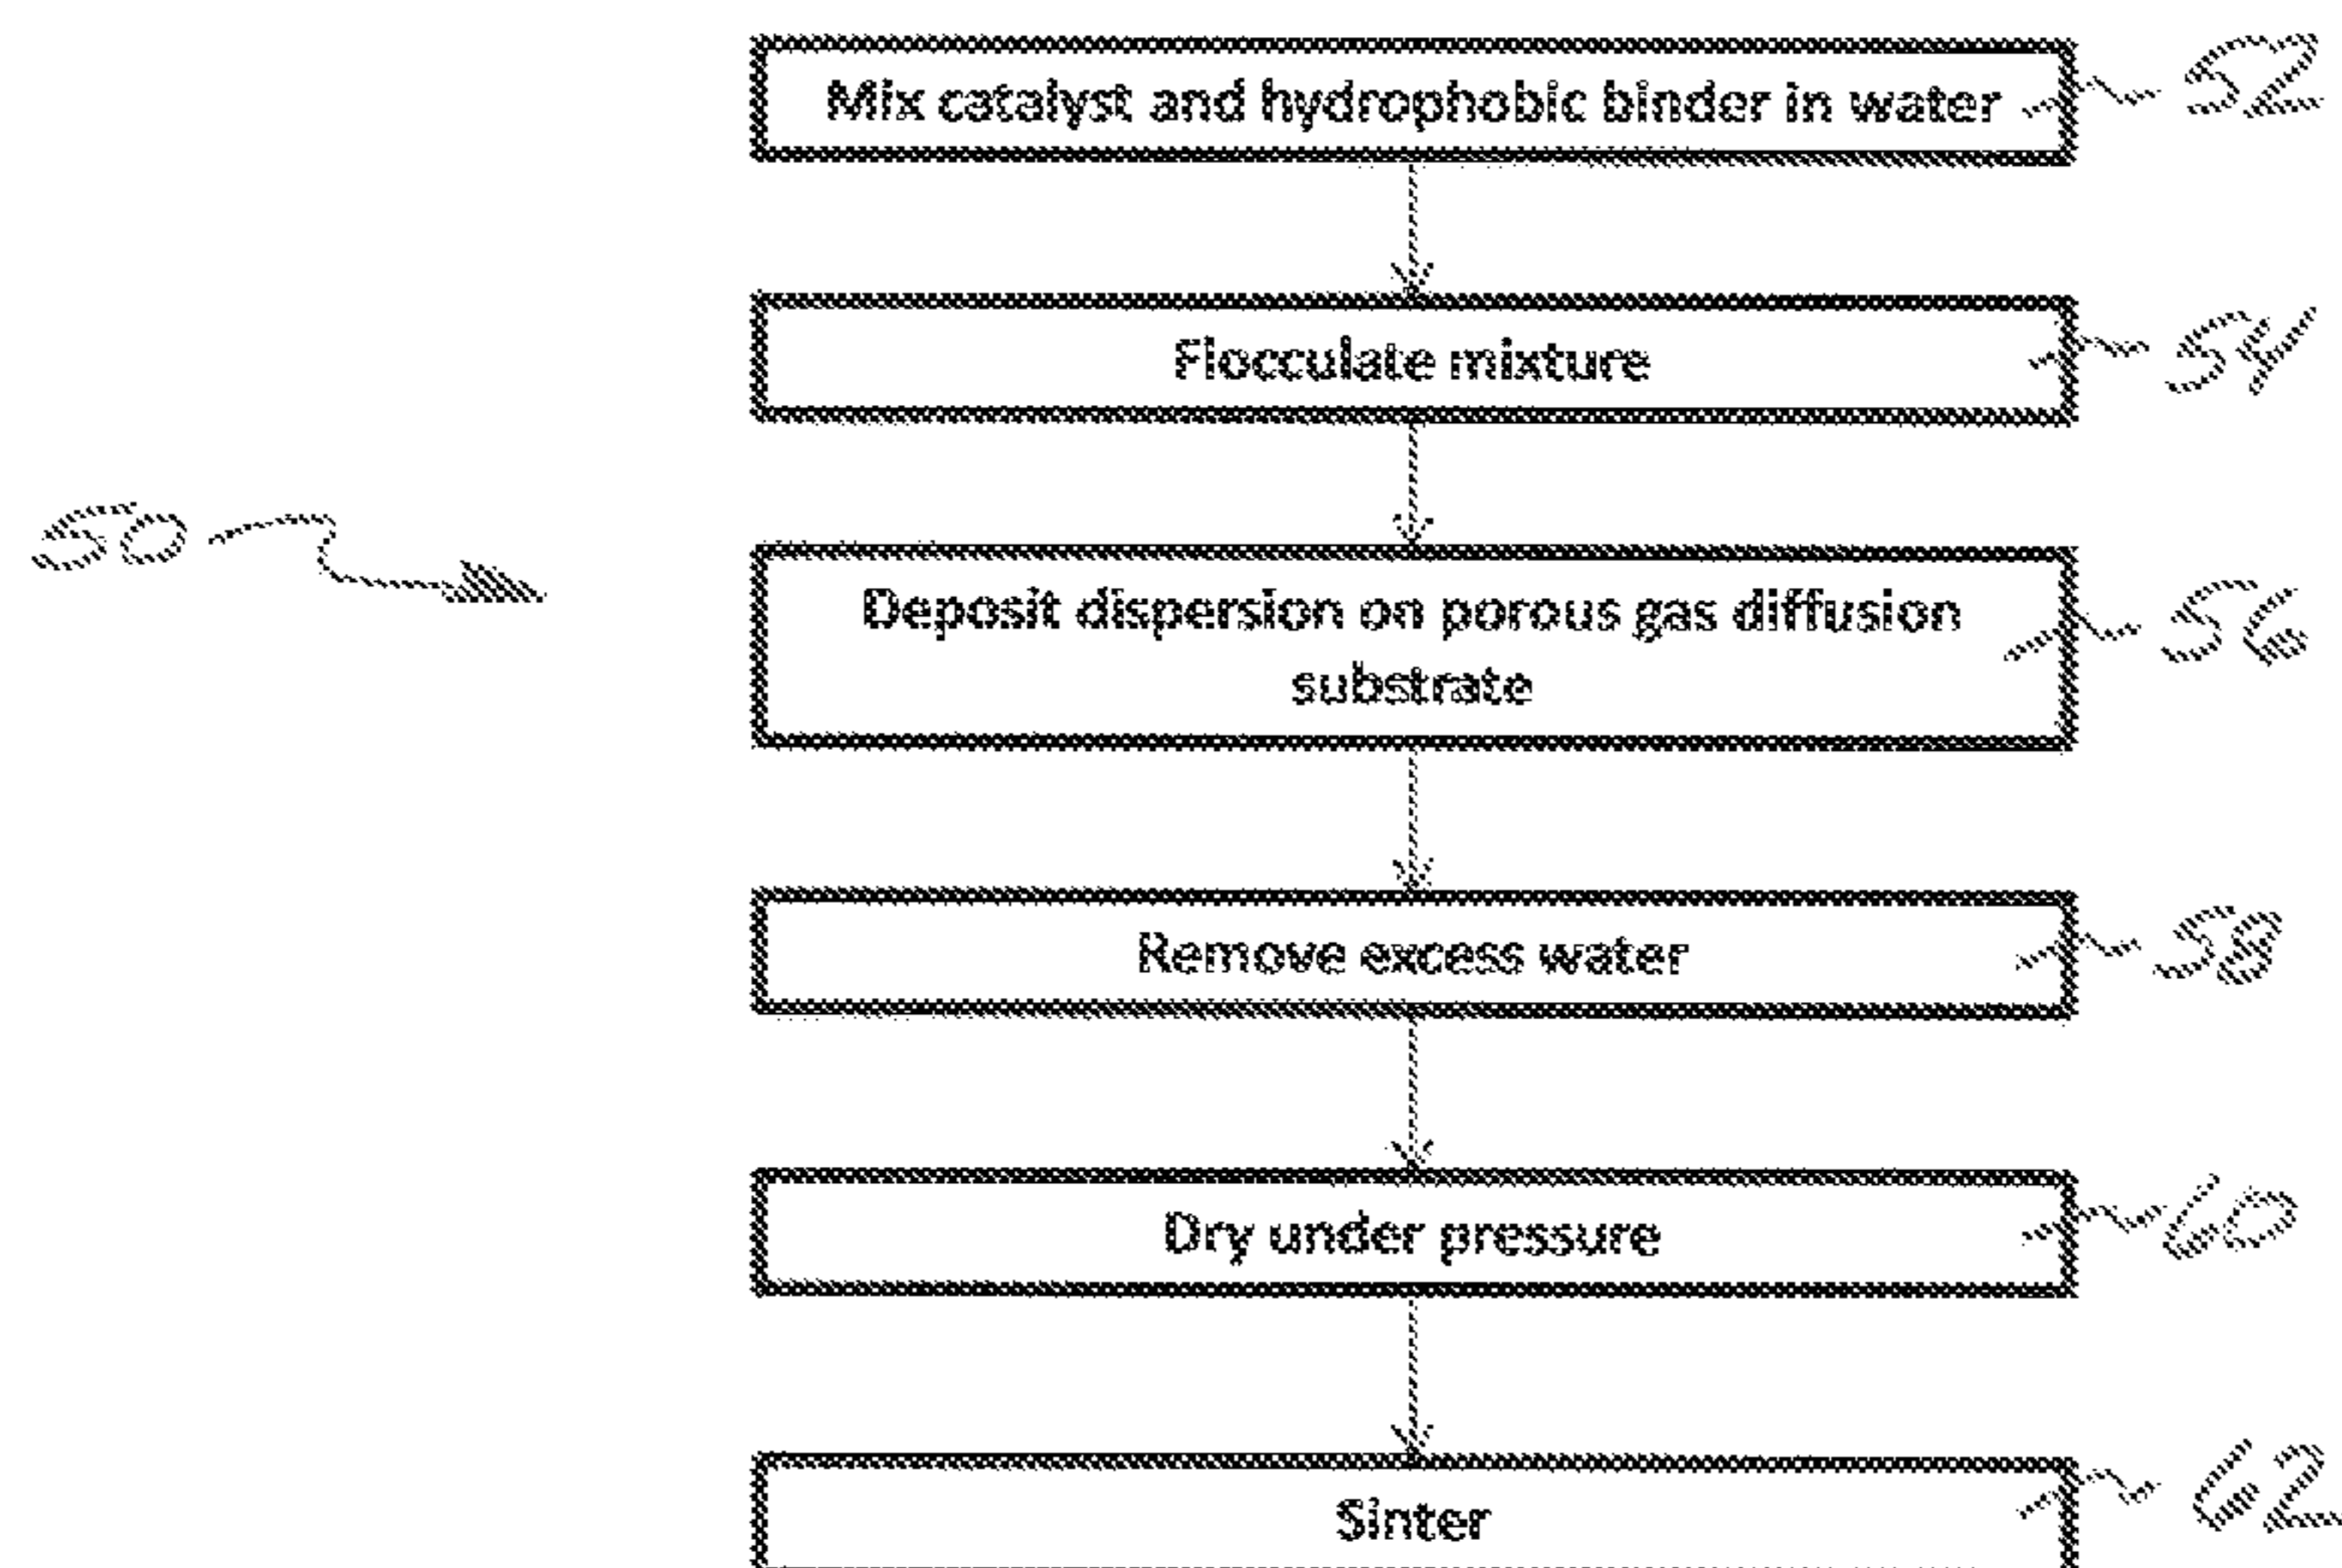 Mix catalyst and hydrophobic binder in water 52
Flocculate mixture 54
50
Deposit dispersion on porous gas diffusion 56
substrate
Remove excess water 58
Dry under pressure 60
Sinter 62